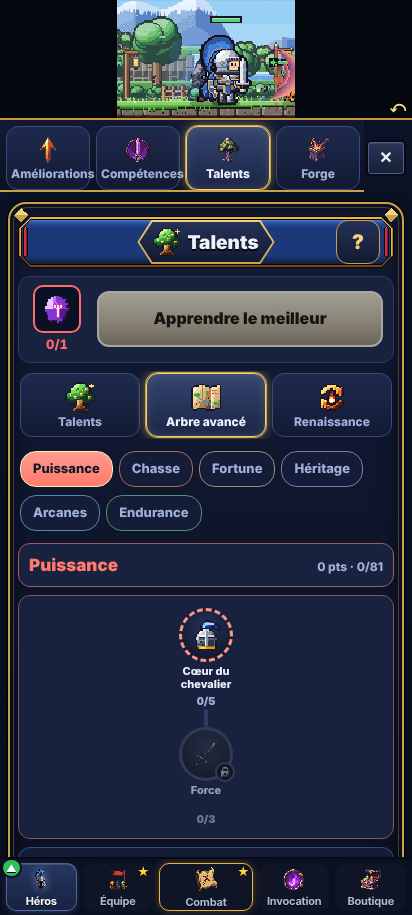 Améliorations
Compétences
Talents
Forge
×
Talents
?
0/1
Apprendre le meilleur
Talents
Arbre avancé
Renaissance
Puissance
Chasse
Fortune
Héritage
Arcanes
Endurance
Puissance
0 pts · 0/81
Cœur du
chevalier
0/5
Force
0/3
Héros
Équipe
Combat
Invocation
Boutique